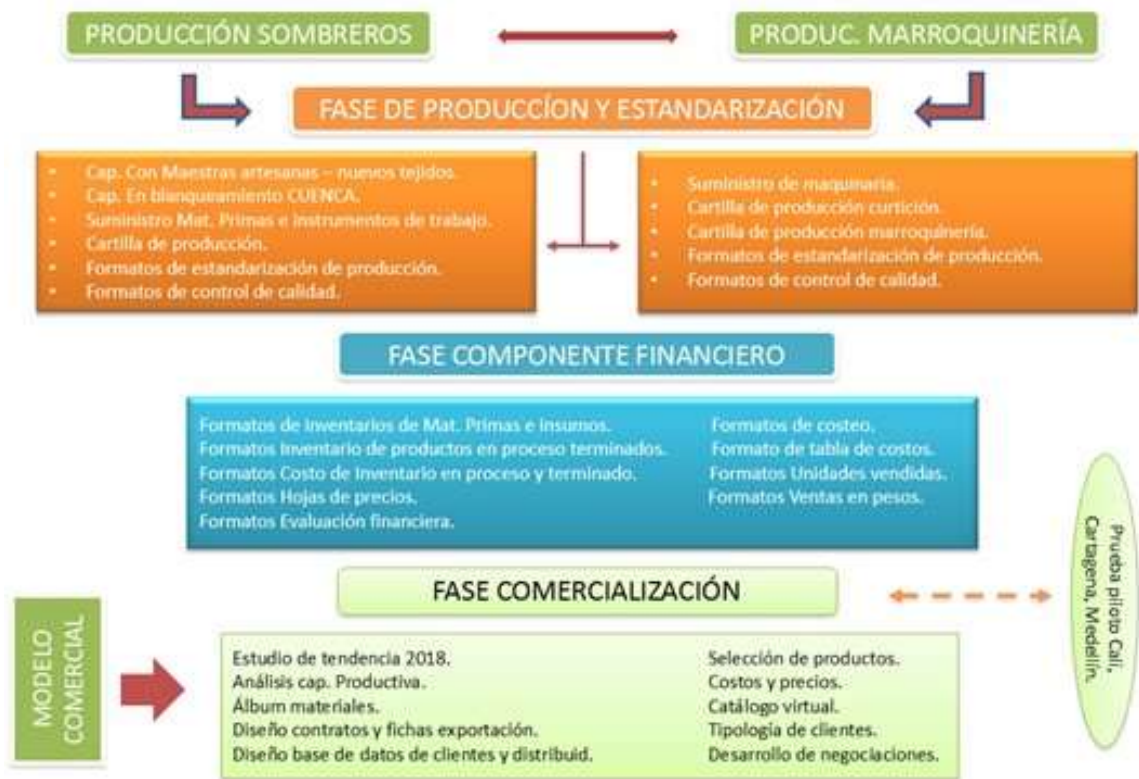 PRODUCCIÓN SOMBREROS
PRODUC. MARROQUINERÍA
FASE DE PRODUCCÍON Y ESTANDARIZACIÓN
• Cap. Con Maestras artesanas – nuevos tejidos.
• Cap. En blanqueamiento CUENCA.
• Suministro Mat. Primas e instrumentos de trabajo.
• Cartilla de producción.
• Formatos de estandarización de producción.
• Formatos de control de calidad.
• Suministro de maquinaria.
• Cartilla de producción curtición.
• Cartilla de producción marroquinería.
• Formatos de estandarización de producción.
• Formatos de control de calidad.
FASE COMPONENTE FINANCIERO
Formatos de Inventarios de Mat. Primas e Insumos.
Formatos Inventario de productos en proceso terminados.
Formatos Costo de Inventario en proceso y terminado.
Formatos Hojas de precios.
Formatos Evaluación financiera.
Formatos de costeo.
Formato de tabla de costos.
Formatos Unidades vendidas.
Formatos Ventas en pesos.
Prueba piloto Cali,
Cartagena, Medellín.
FASE COMERCIALIZACIÓN
MODELO
COMERCIAL
Estudio de tendencia 2018.
Análisis cap. Productiva.
Álbum materiales.
Diseño contratos y fichas exportación.
Diseño base de datos de clientes y distribuid.
Selección de productos.
Costos y precios.
Catálogo virtual.
Tipología de clientes.
Desarrollo de negociaciones.